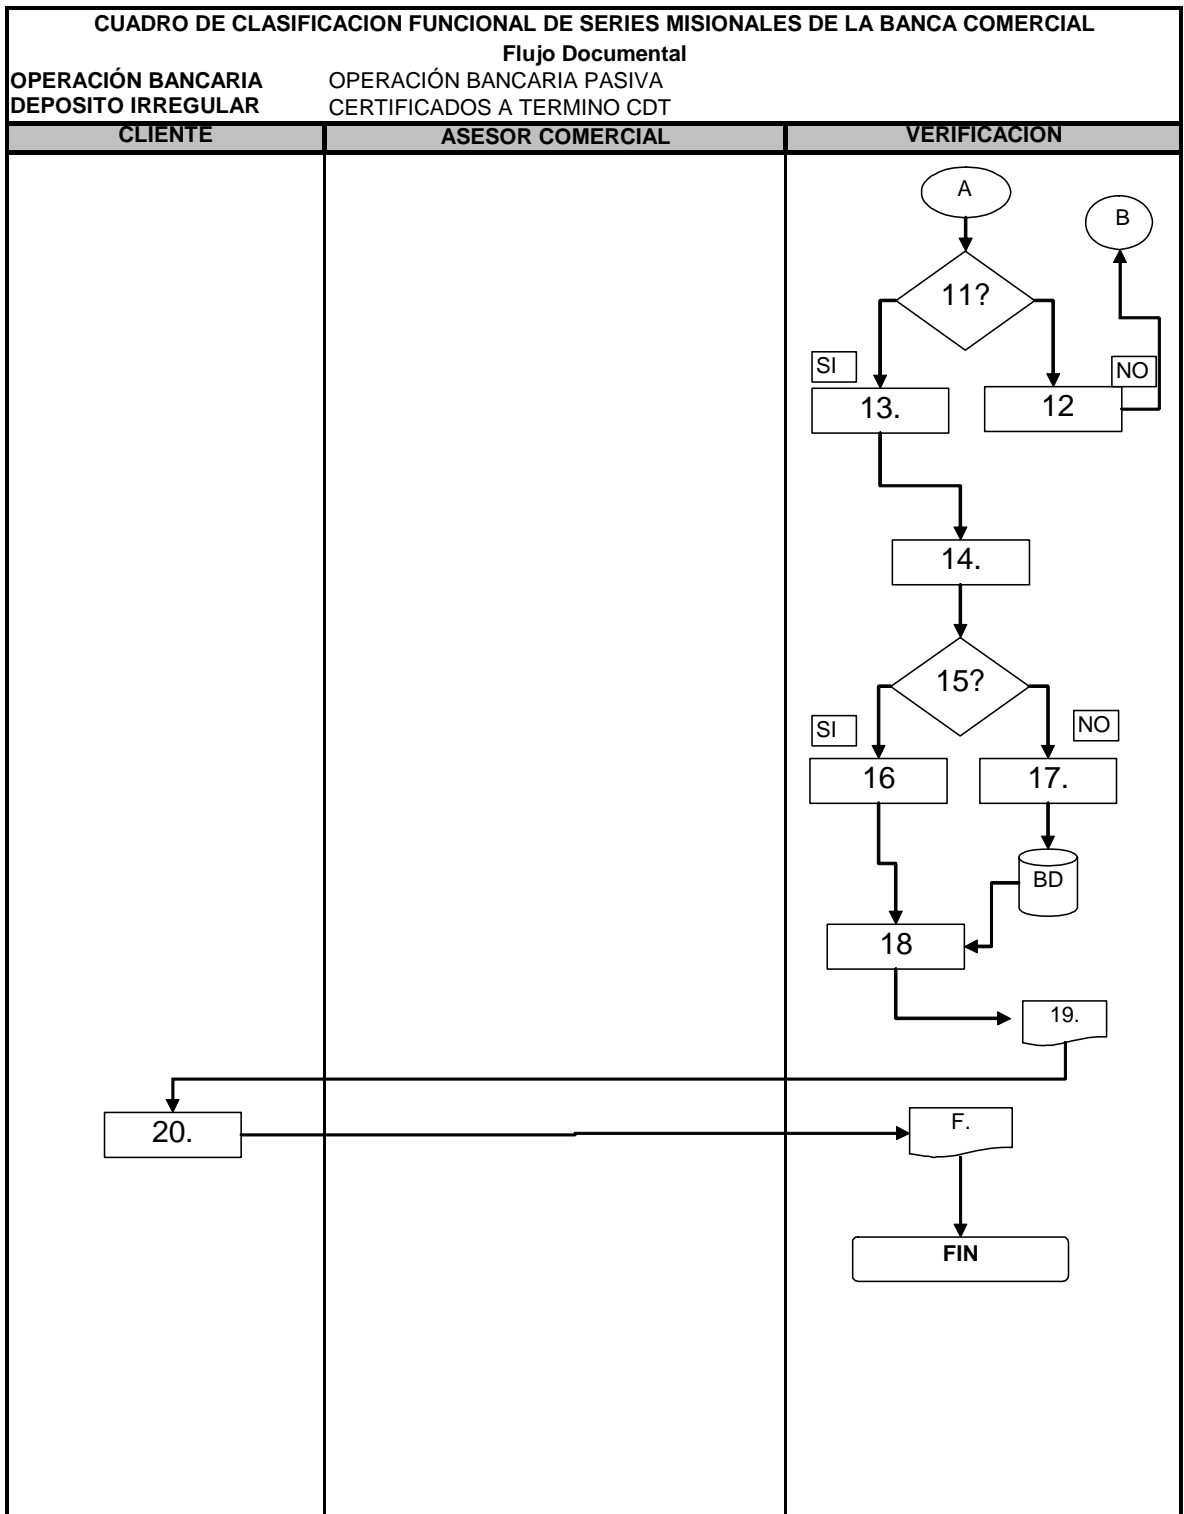 CUADRO DE CLASIFICACION FUNCIONAL DE SERIES MISIONALES DE LA BANCA COMERCIAL
Flujo Documental
OPERACIÓN BANCARIA OPERACIÓN BANCARIA PASIVA
DEPOSITO IRREGULAR CERTIFICADOS A TERMINO CDT
CLIENTE ASESOR COMERCIAL VERIFICACION
A
B
11?
SI NO
13. 12
14.
15?
SI NO
16 17.
BD
18
19.
20. F.
FIN